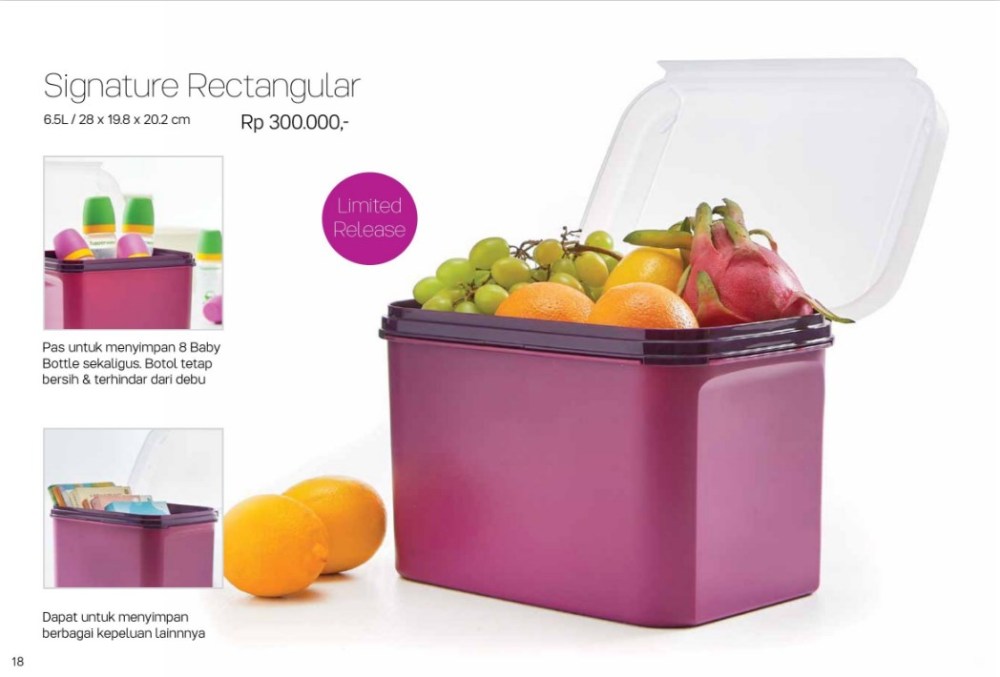 Signature Rectangular
6.5L / 28 x 19.8 x 20.2 cm
Rp 300.000,-
Limited
Release
Pas untuk menyimpan 8 Baby
Bottle sekaligus. Botol tetap
bersih & terhindar dari debu
Dapat untuk menyimpan
berbagai kepeluan lainnnya
18